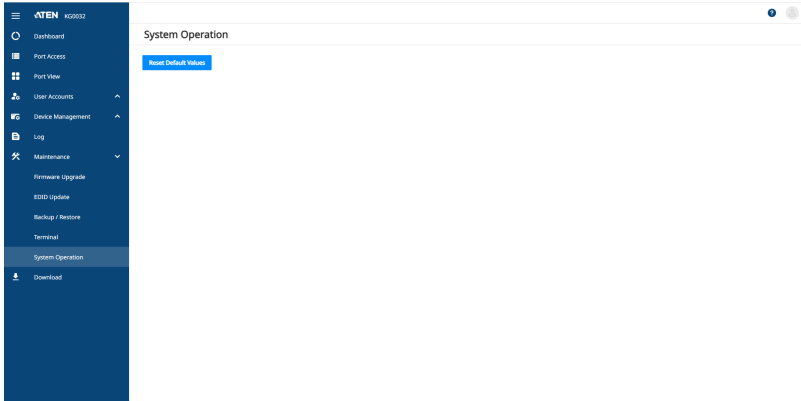 ATEN KG0032
?
Dashboard
System Operation
Port Access
Reset Default Values
Port View
User Accounts
Device Management
Log
Maintenance
Firmware Upgrade
EDID Update
Backup / Restore
Terminal
System Operation
Download